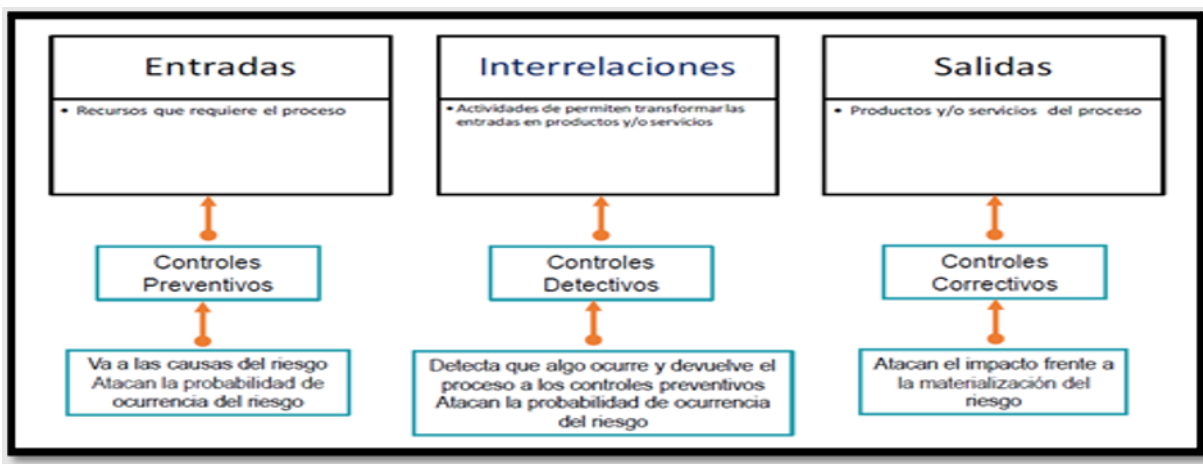 Entradas
• Recursos que requiere el proceso
Interrelaciones
• Actividades de permiten transformar las
entradas en productos y/o servicios
Salidas
• Productos y/o servicios del proceso
Controles
Preventivos
Controles
Detectivos
Controles
Correctivos
Va a las causas del riesgo
Atacan la probabilidad de
ocurrencia del riesgo
Detecta que algo ocurre y devuelve el
proceso a los controles preventivos
Atacan la probabilidad de ocurrencia
del riesgo
Atacan el impacto frente a
la materialización del
riesgo